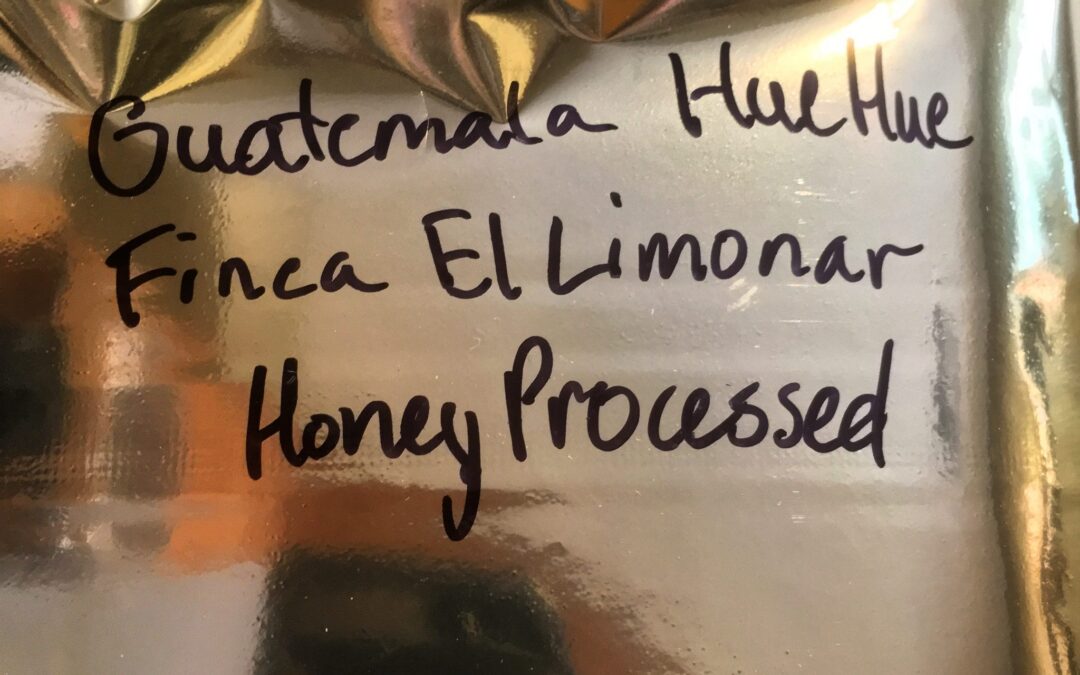 Guatemala HueHue
Finca El Limonar
Honey Processed